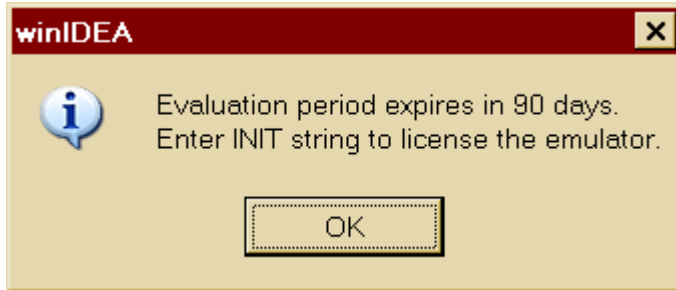 winIDEA
Evaluation period expires in 90 days.
Enter INIT string to license the emulator.
OK